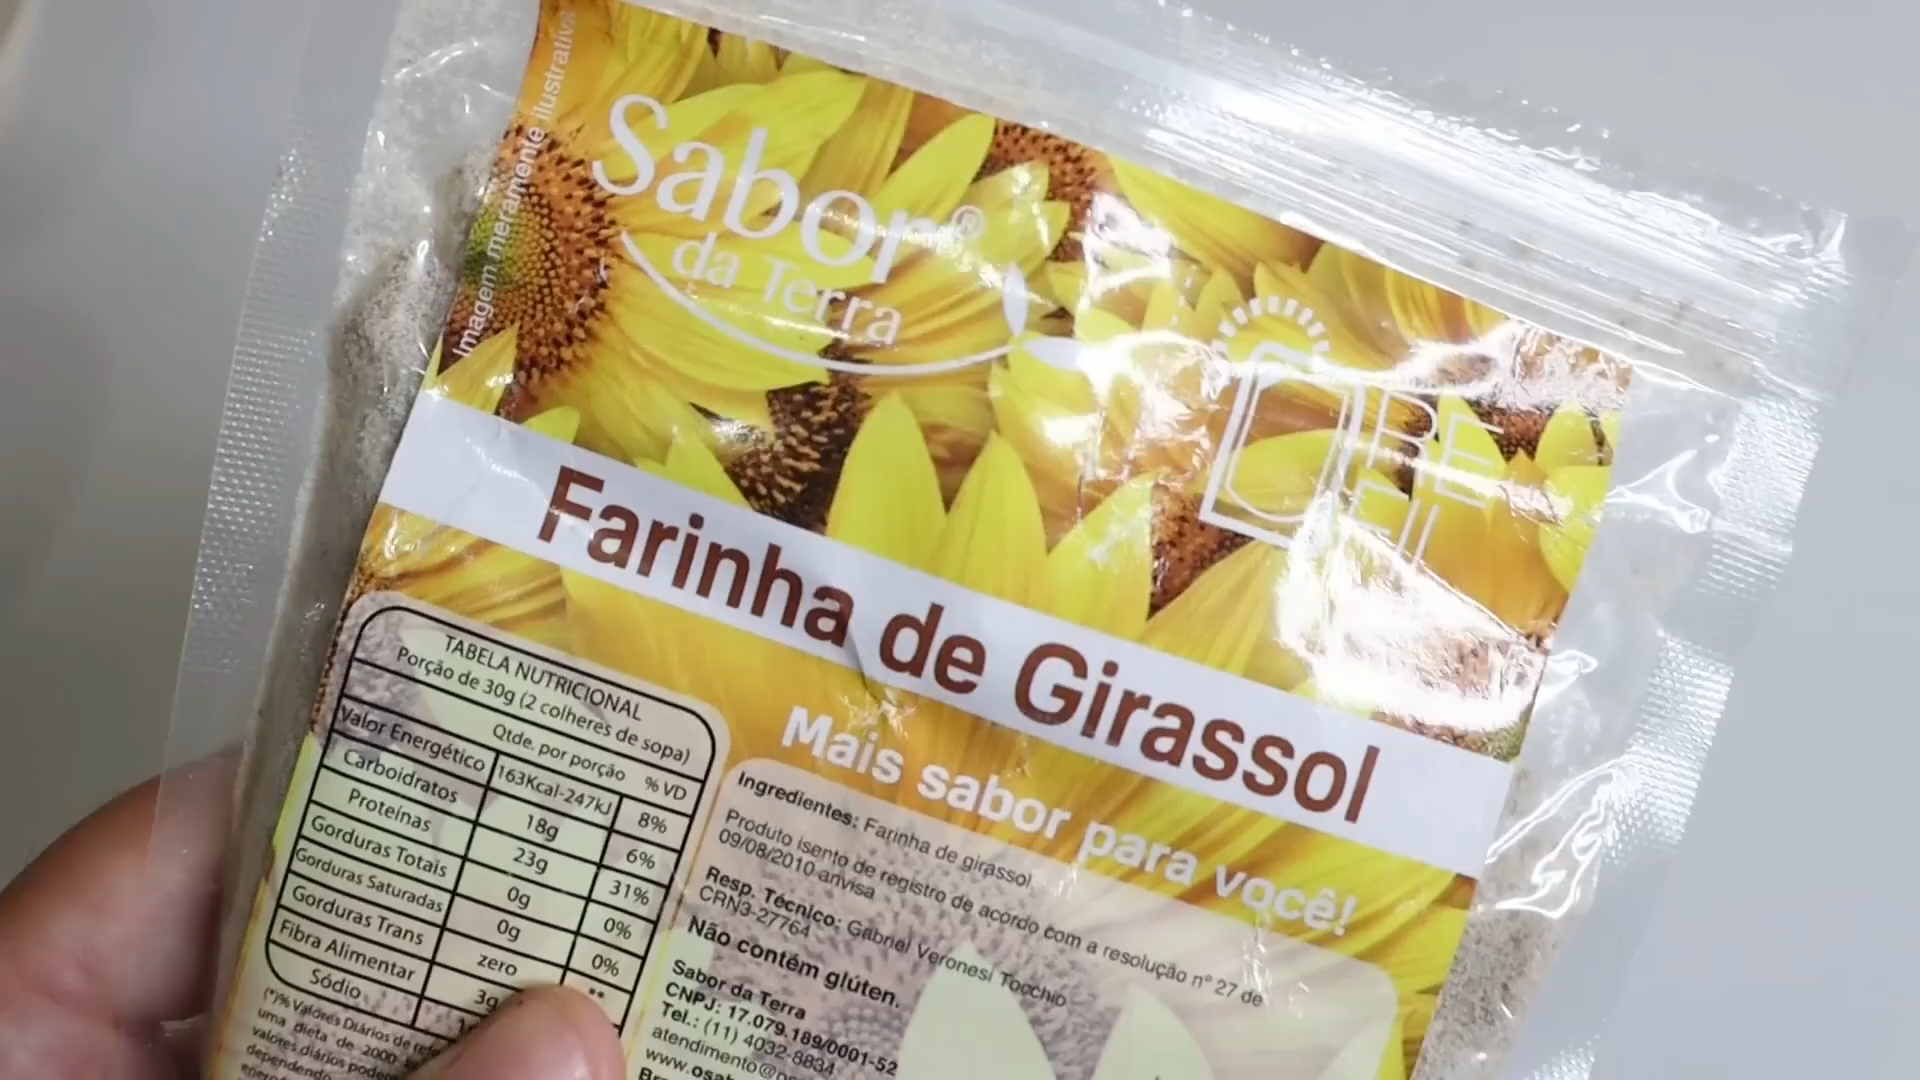 Imagem meramente ilustrativa
Sabor®
da Terra
Farinha de Girassol
Mais sabor para você!
TABELA NUTRICIONAL
Porção de 30g (2 colheres de sopa)
Qtde. por porção % VD
Valor Energético 163Kcal-247kJ 8%
Carboidratos 18g 6%
Proteínas 23g 31%
Gorduras Totais 0g 0%
Gorduras Saturadas 0g 0%
Gorduras Trans zero **
Fibra Alimentar 3g
Sódio
(*)% Valores Diários de
uma dieta de 2000
valores diários podem
dependendo
Ingredientes: Farinha de girassol
Produto isento de registro de acordo com a resolução nº 27 de
09/08/2010-anvisa
Resp. Técnico: Gabriel Veronesi Tocchio
CRN3-27764
Não contém glúten.
Sabor da Terra
CNPJ: 17.079.189/0001-52
Tel.: (11) 4032-8834